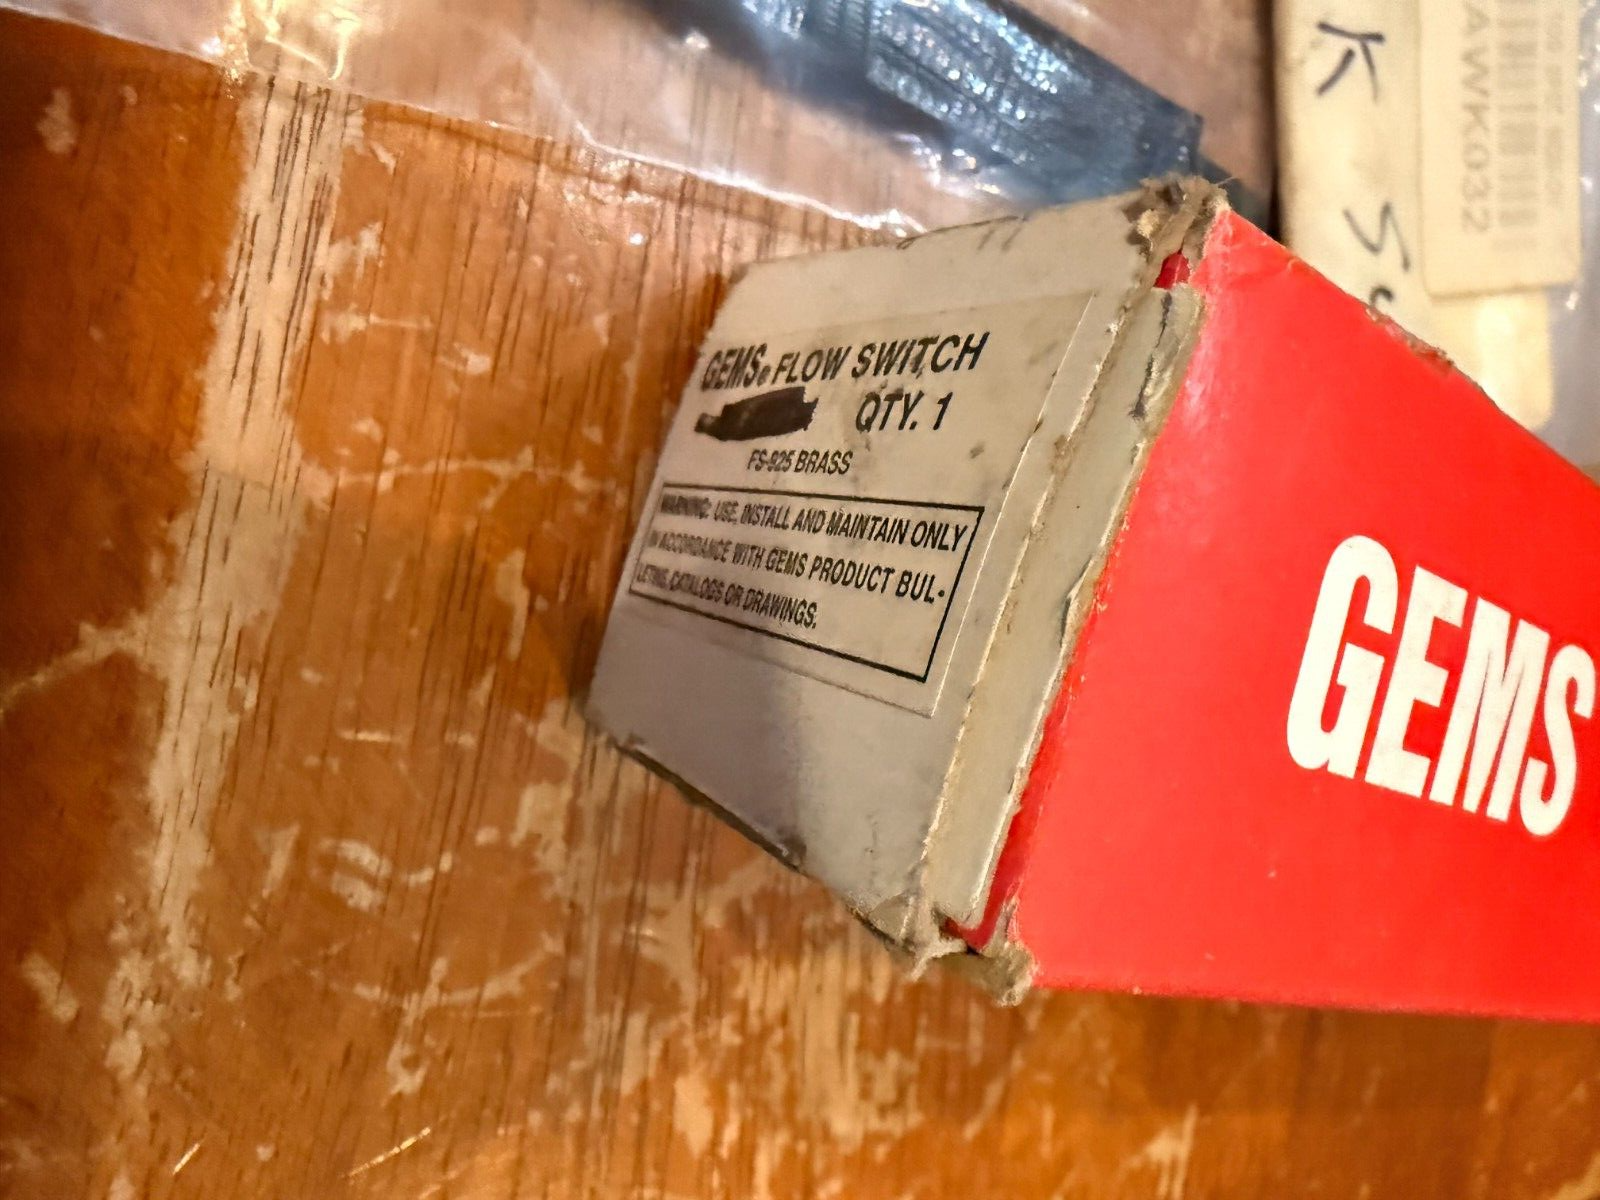 GEMS® FLOW SWITCH
QTY. 1
FS-925 BRASS
WARNING: USE, INSTALL AND MAINTAIN ONLY
IN ACCORDANCE WITH GEMS PRODUCT BUL-
LETINS, CATALOGS OR DRAWINGS.
GEMS
K
AWK0332